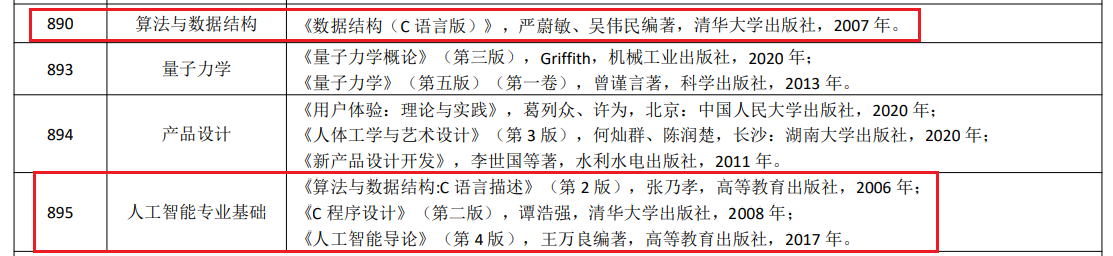 890 算法与数据结构 《数据结构（C 语言版）》，严蔚敏、吴伟民编著，清华大学出版社，2007 年。
893 量子力学 《量子力学概论》（第三版），Griffith，机械工业出版社，2020 年；
《量子力学》（第五版）（第一卷），曾谨言著，科学出版社，2013 年。
894 产品设计 《用户体验：理论与实践》，葛列众、许为，北京：中国人民大学出版社，2020 年；
《人体工学与艺术设计》（第 3 版），何灿群、陈润楚，长沙：湖南大学出版社，2020 年；
《新产品设计开发》，李世国等著，水利水电出版社，2011 年。
895 人工智能专业基础 《算法与数据结构:C 语言描述》（第 2 版），张乃孝，高等教育出版社，2006 年；
《C 程序设计》（第二版），谭浩强，清华大学出版社，2008 年；
《人工智能导论》（第 4 版），王万良编著，高等教育出版社，2017 年。